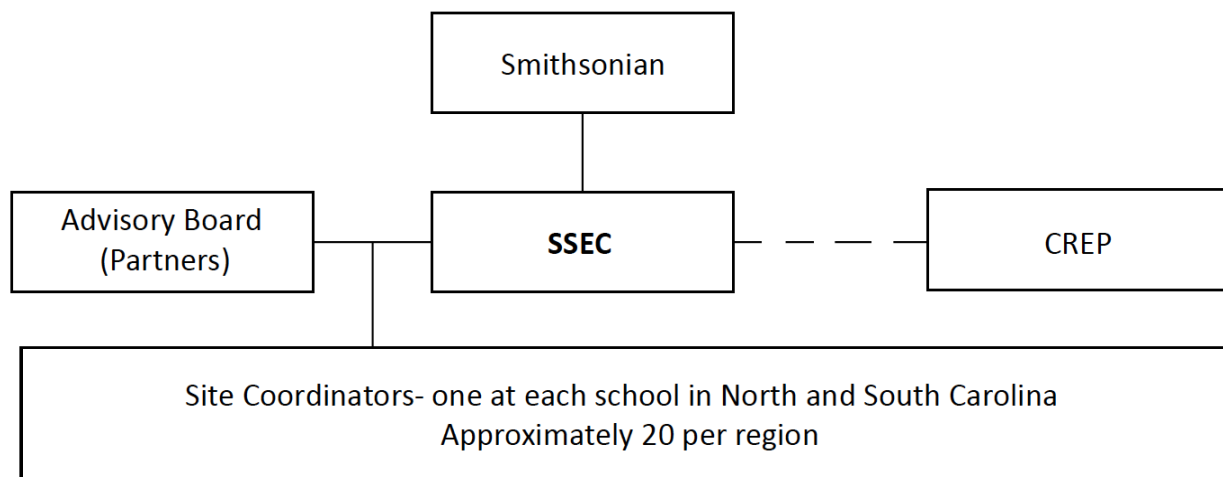 Smithsonian
Advisory Board
(Partners)
SSEC
CREP
Site Coordinators- one at each school in North and South Carolina
Approximately 20 per region